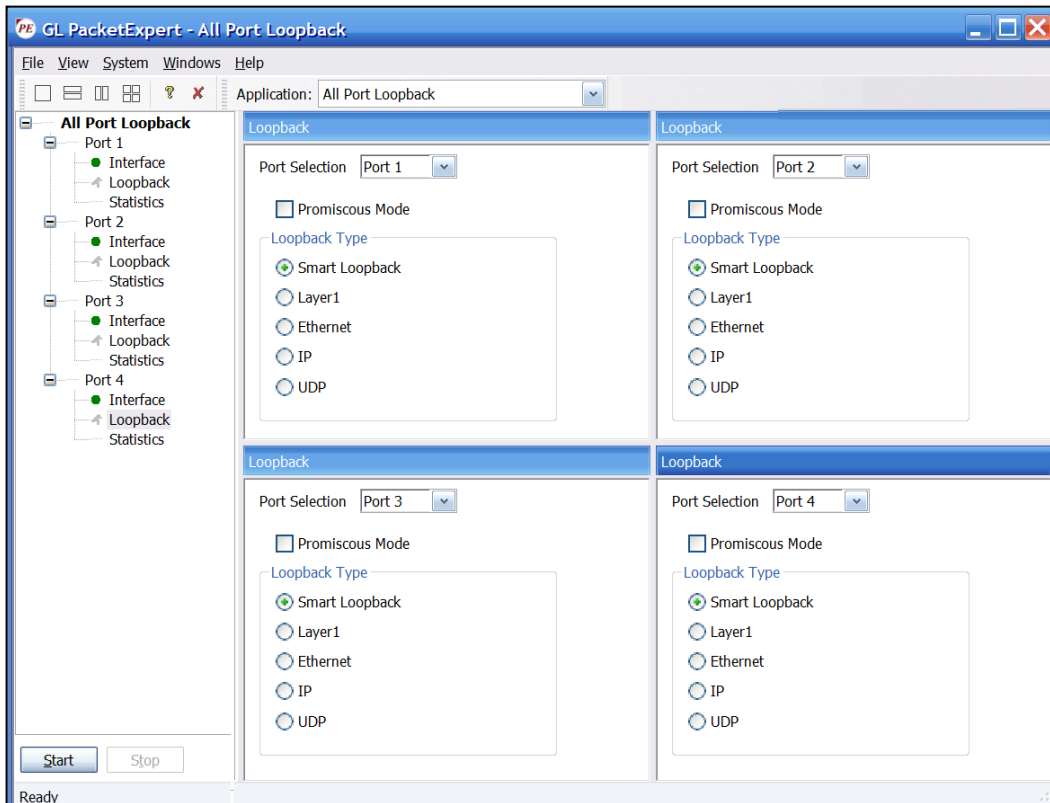 PE GL PacketExpert - All Port Loopback
File View System Windows Help
? Application: All Port Loopback
All Port Loopback
Port 1
Interface
Loopback
Statistics
Port 2
Interface
Loopback
Statistics
Port 3
Interface
Loopback
Statistics
Port 4
Interface
Loopback
Statistics
Start Stop
Loopback
Port Selection Port 1
Promiscous Mode
Loopback Type
Smart Loopback
Layer1
Ethernet
IP
UDP
Loopback
Port Selection Port 2
Promiscous Mode
Loopback Type
Smart Loopback
Layer1
Ethernet
IP
UDP
Loopback
Port Selection Port 3
Promiscous Mode
Loopback Type
Smart Loopback
Layer1
Ethernet
IP
UDP
Loopback
Port Selection Port 4
Promiscous Mode
Loopback Type
Smart Loopback
Layer1
Ethernet
IP
UDP
Ready